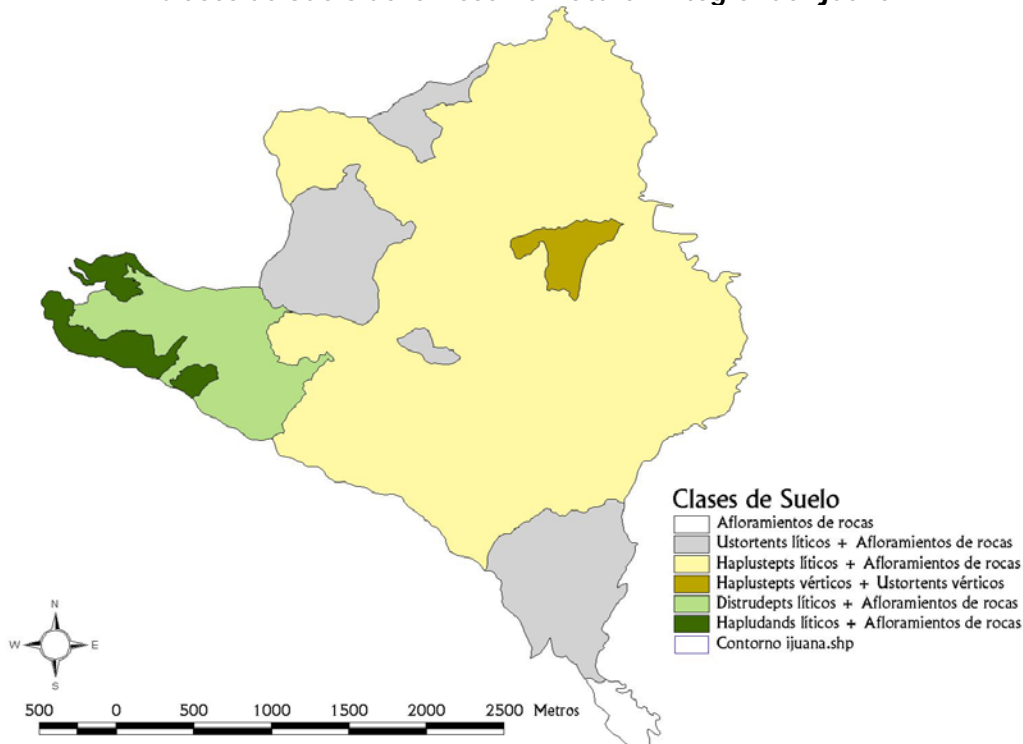 Clases de Suelo
Afloramientos de rocas
Ustortents líticos + Afloramientos de rocas
Haplustepts líticos + Afloramientos de rocas
Haplustepts vérticos + Ustortents vérticos
Distrudepts líticos + Afloramientos de rocas
Hapludands líticos + Afloramientos de rocas
Contorno ijuana.shp
N
W E
S
500 0 500 1000 1500 2000 2500 Metros